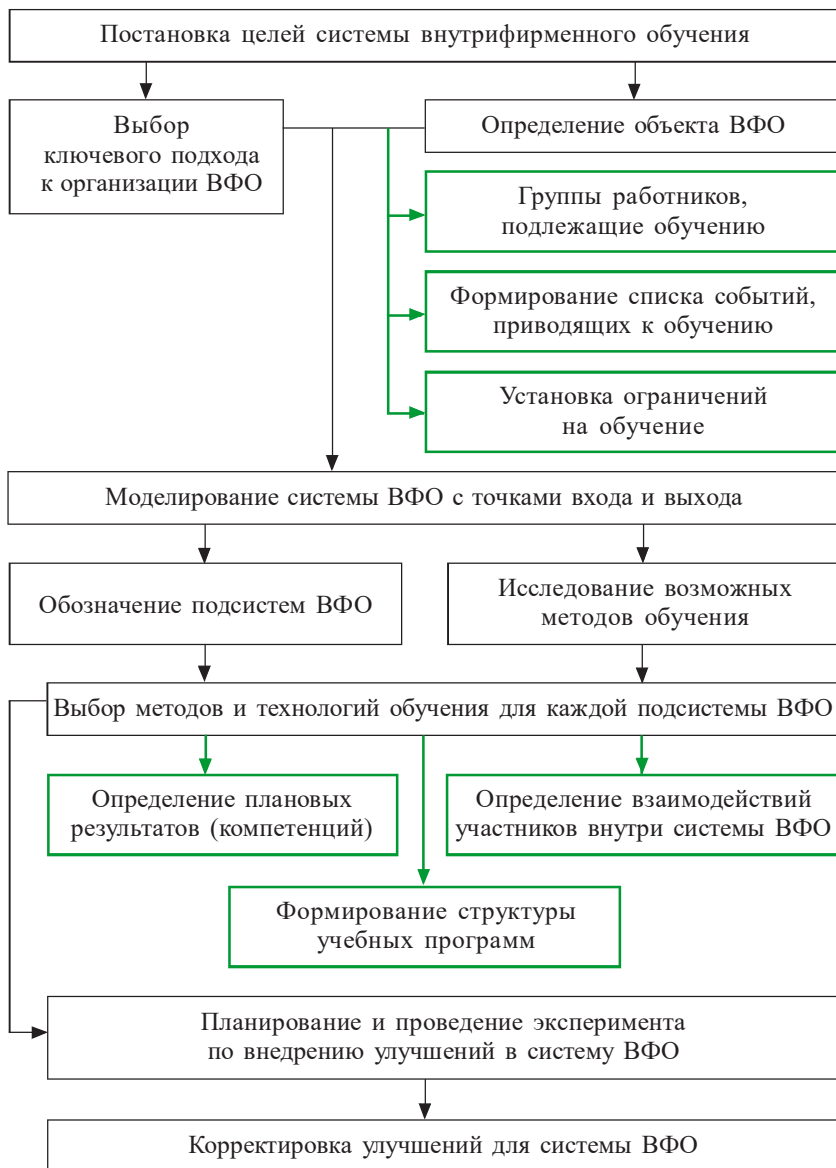 Постановка целей системы внутрифирменного обучения
Выбор
ключевого подхода
к организации ВФО
Определение объекта ВФО
Группы работников,
подлежащие обучению
Формирование списка событий,
приводящих к обучению
Установка ограничений
на обучение
Моделирование системы ВФО с точками входа и выхода
Обозначение подсистем ВФО
Исследование возможных
методов обучения
Выбор методов и технологий обучения для каждой подсистемы ВФО
Определение плановых
результатов (компетенций)
Определение взаимодействий
участников внутри системы ВФО
Формирование структуры
учебных программ
Планирование и проведение эксперимента
по внедрению улучшений в систему ВФО
Корректировка улучшений для системы ВФО